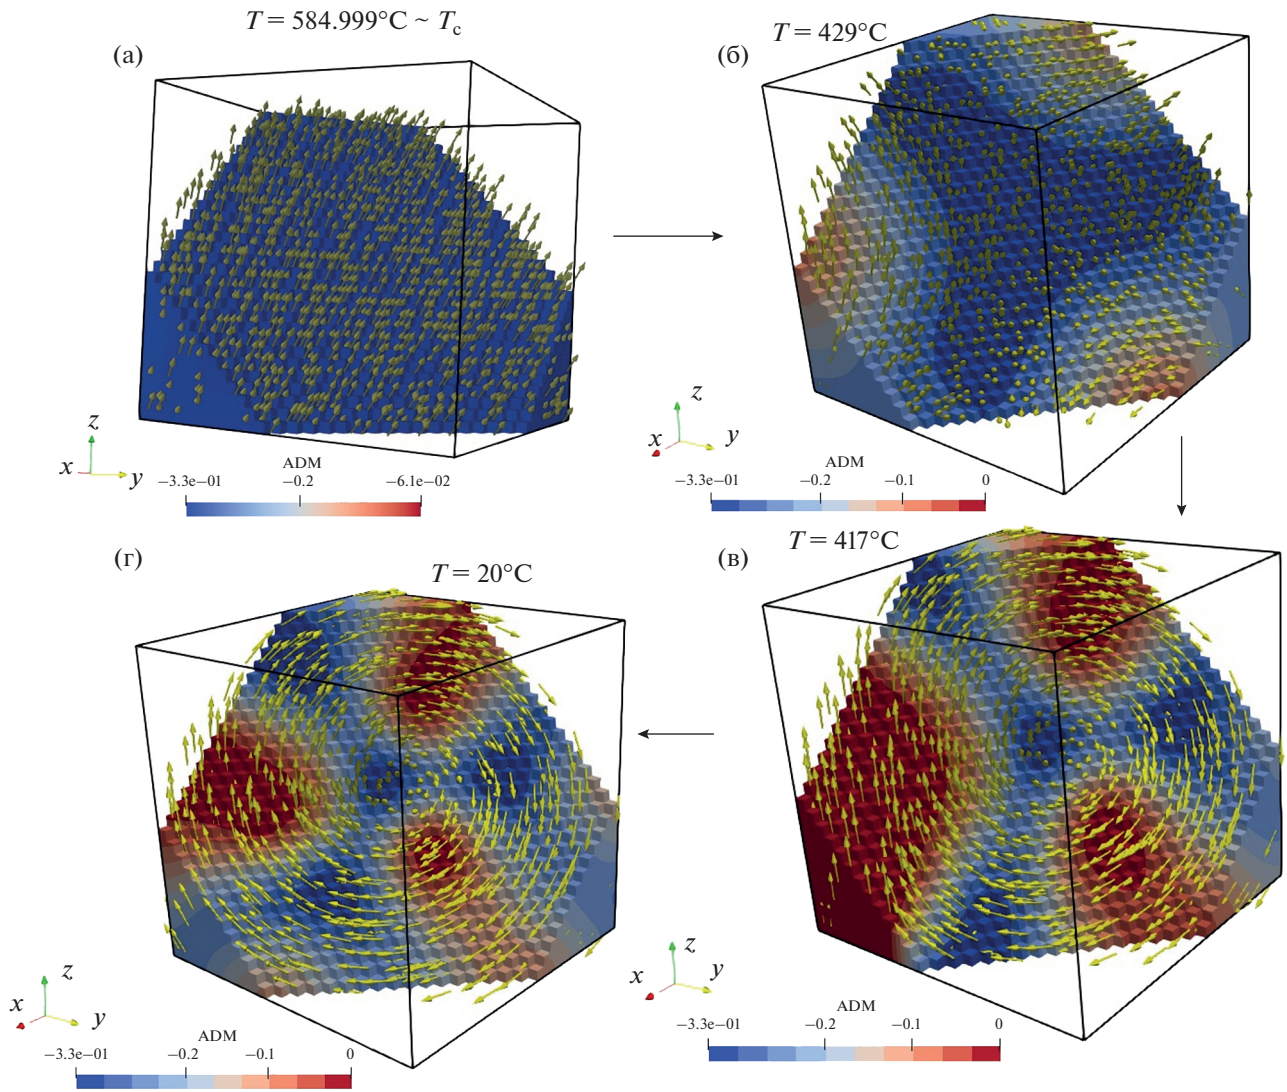 T = 584.999°C ~ Tc
(а)
z
x
y
ADM
−3.3e−01 −0.2 −6.1e−02
(б)
T = 429°C
z
x
y
ADM
−3.3e−01 −0.2 −0.1 0
(г)
T = 20°C
z
x
y
ADM
−3.3e−01 −0.2 −0.1 0
(в)
T = 417°C
z
x
y
ADM
−3.3e−01 −0.2 −0.1 0